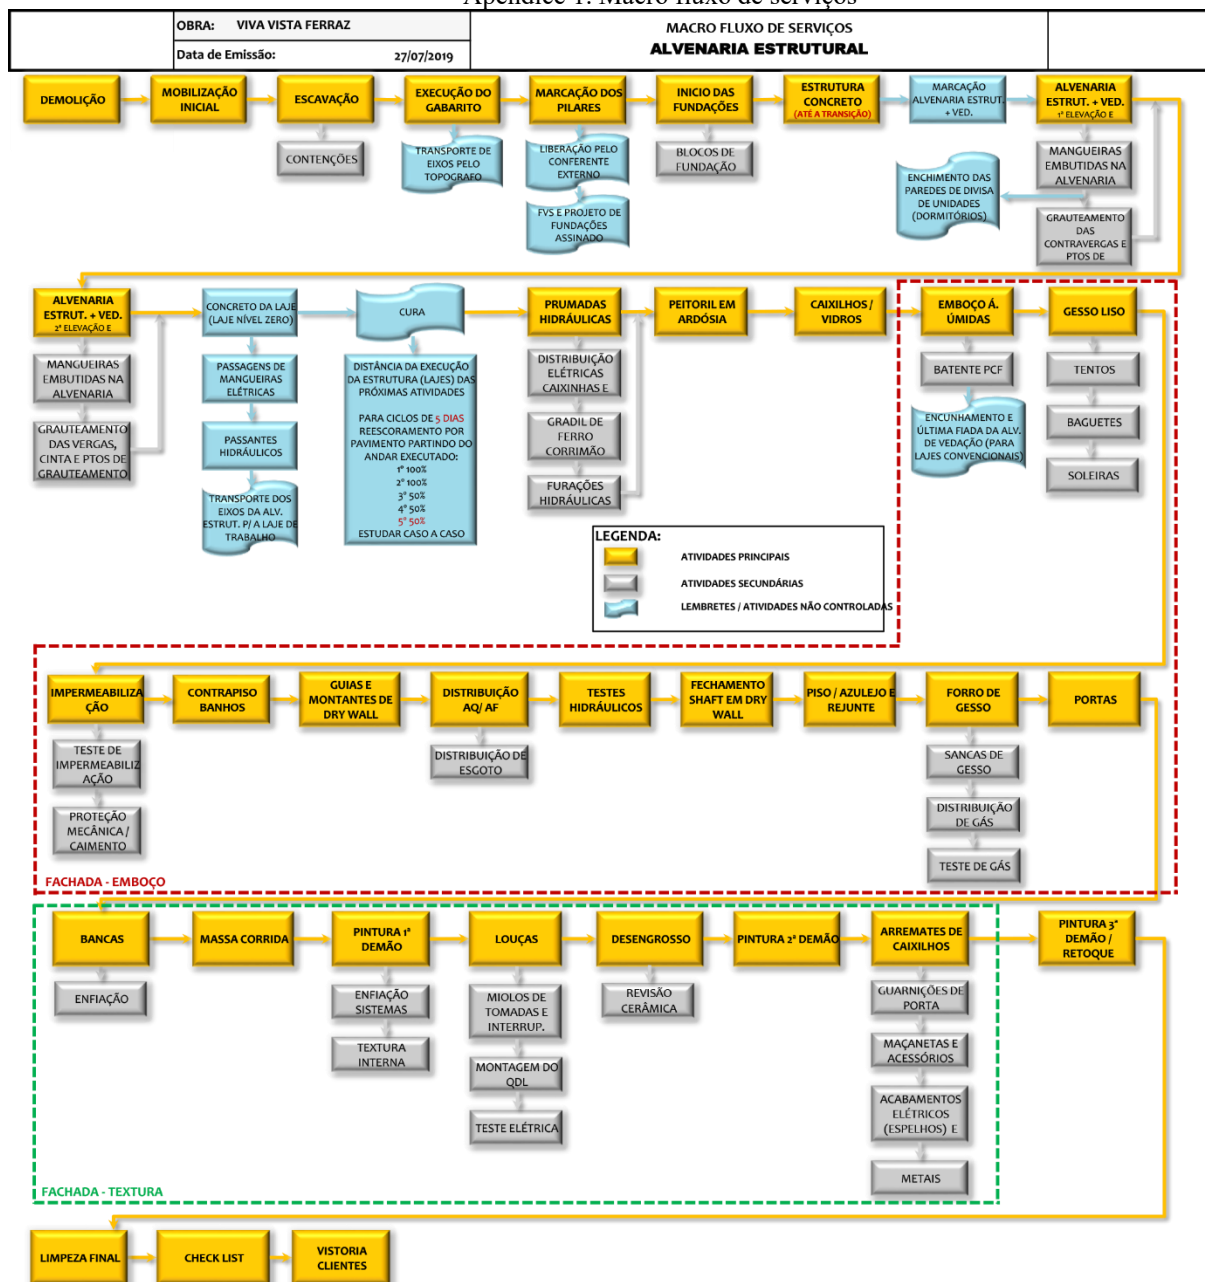 Apêndice 1: Macro fluxo de serviços
OBRA: VIVA VISTA FERRAZ
Data de Emissão: 27/07/2019
MACRO FLUXO DE SERVIÇOS
ALVENARIA ESTRUTURAL
DEMOLIÇÃO
MOBILIZAÇÃO
INICIAL
ESCAVAÇÃO
CONTENÇÕES
EXECUÇÃO DO
GABARITO
TRANSPORTE DE
EIXOS PELO
TOPOGRAFO
MARCAÇÃO DOS
PILARES
LIBERAÇÃO PELO
CONFERENTE
EXTERNO
FVS E PROJETO DE
FUNDAÇÕES
ASSINADO
INICIO DAS
FUNDAÇÕES
BLOCOS DE
FUNDAÇÃO
ESTRUTURA
CONCRETO
(ATÉ A TRANSIÇÃO)
MARCAÇÃO
ALVENARIA ESTRUT.
+ VED.
ALVENARIA
ESTRUT. + VED.
1ª ELEVAÇÃO E
MANGUEIRAS
EMBUTIDAS NA
ALVENARIA
ENCHIMENTO DAS
PAREDES DE DIVISA
DE UNIDADES
(DORMITÓRIOS)
GRAUTEAMENTO
DAS
CONTRAVERGAS E
PTOS DE
ALVENARIA
ESTRUT. + VED.
2ª ELEVAÇÃO E
MANGUEIRAS
EMBUTIDAS NA
ALVENARIA
GRAUTEAMENTO
DAS VERGAS,
CINTA E PTOS DE
GRAUTEAMENTO
CONCRETO DA LAJE
(LAJE NÍVEL ZERO)
PASSAGENS DE
MANGUEIRAS
ELÉTRICAS
PASSANTES
HIDRÁULICOS
TRANSPORTE DOS
EIXOS DA ALV.
ESTRUT. P/ A LAJE DE
TRABALHO
CURA
DISTÂNCIA DA EXECUÇÃO
DA ESTRUTURA (LAJES) DAS
PRÓXIMAS ATIVIDADES
PARA CICLOS DE 5 DIAS
REESCORAMENTO POR
PAVIMENTO PARTINDO DO
ANDAR EXECUTADO:
1° 100%
2° 100%
3° 50%
4° 50%
5° 50%
ESTUDAR CASO A CASO
PRUMADAS
HIDRÁULICAS
DISTRIBUIÇÃO
ELÉTRICAS
CAIXINHAS E
GRADIL DE
FERRO
CORRIMÃO
FURAÇÕES
HIDRÁULICAS
PEITORIL EM
ARDÓSIA
CAIXILHOS /
VIDROS
EMBOÇO Á.
ÚMIDAS
BATENTE PCF
ENCUNHAMENTO E
ÚLTIMA FIADA DA ALV.
DE VEDAÇÃO (PARA
LAJES CONVENCIONAIS)
GESSO LISO
TENTOS
BAGUETES
SOLEIRAS
LEGENDA:
ATIVIDADES PRINCIPAIS
ATIVIDADES SECUNDÁRIAS
LEMBRETES / ATIVIDADES NÃO CONTROLADAS
IMPERMEABILIZA
ÇÃO
TESTE DE
IMPERMEABILIZ
AÇÃO
PROTEÇÃO
MECÂNICA /
CAIMENTO
CONTRAPISO
BANHOS
GUIAS E
MONTANTES DE
DRY WALL
DISTRIBUIÇÃO
AQ/ AF
DISTRIBUIÇÃO DE
ESGOTO
TESTES
HIDRÁULICOS
FECHAMENTO
SHAFT EM DRY
WALL
PISO / AZULEJO E
REJUNTE
FORRO DE
GESSO
SANCAS DE
GESSO
DISTRIBUIÇÃO
DE GÁS
TESTE DE GÁS
PORTAS
FACHADA - EMBOÇO
BANCAS
ENFIAÇÃO
MASSA CORRIDA
PINTURA 1ª
DEMÃO
ENFIAÇÃO
SISTEMAS
TEXTURA
INTERNA
LOUÇAS
MIOLOS DE
TOMADAS E
INTERRUP.
MONTAGEM DO
QDL
TESTE ELÉTRICA
DESENGROSSO
REVISÃO
CERÂMICA
PINTURA 2ª DEMÃO
ARREMATES DE
CAIXILHOS
GUARNIÇÕES DE
PORTA
MAÇANETAS E
ACESSÓRIOS
ACABAMENTOS
ELÉTRICOS
(ESPELHOS) E
METAIS
PINTURA 3ª
DEMÃO /
RETOQUE
FACHADA - TEXTURA
LIMPEZA FINAL
CHECK LIST
VISTORIA
CLIENTES